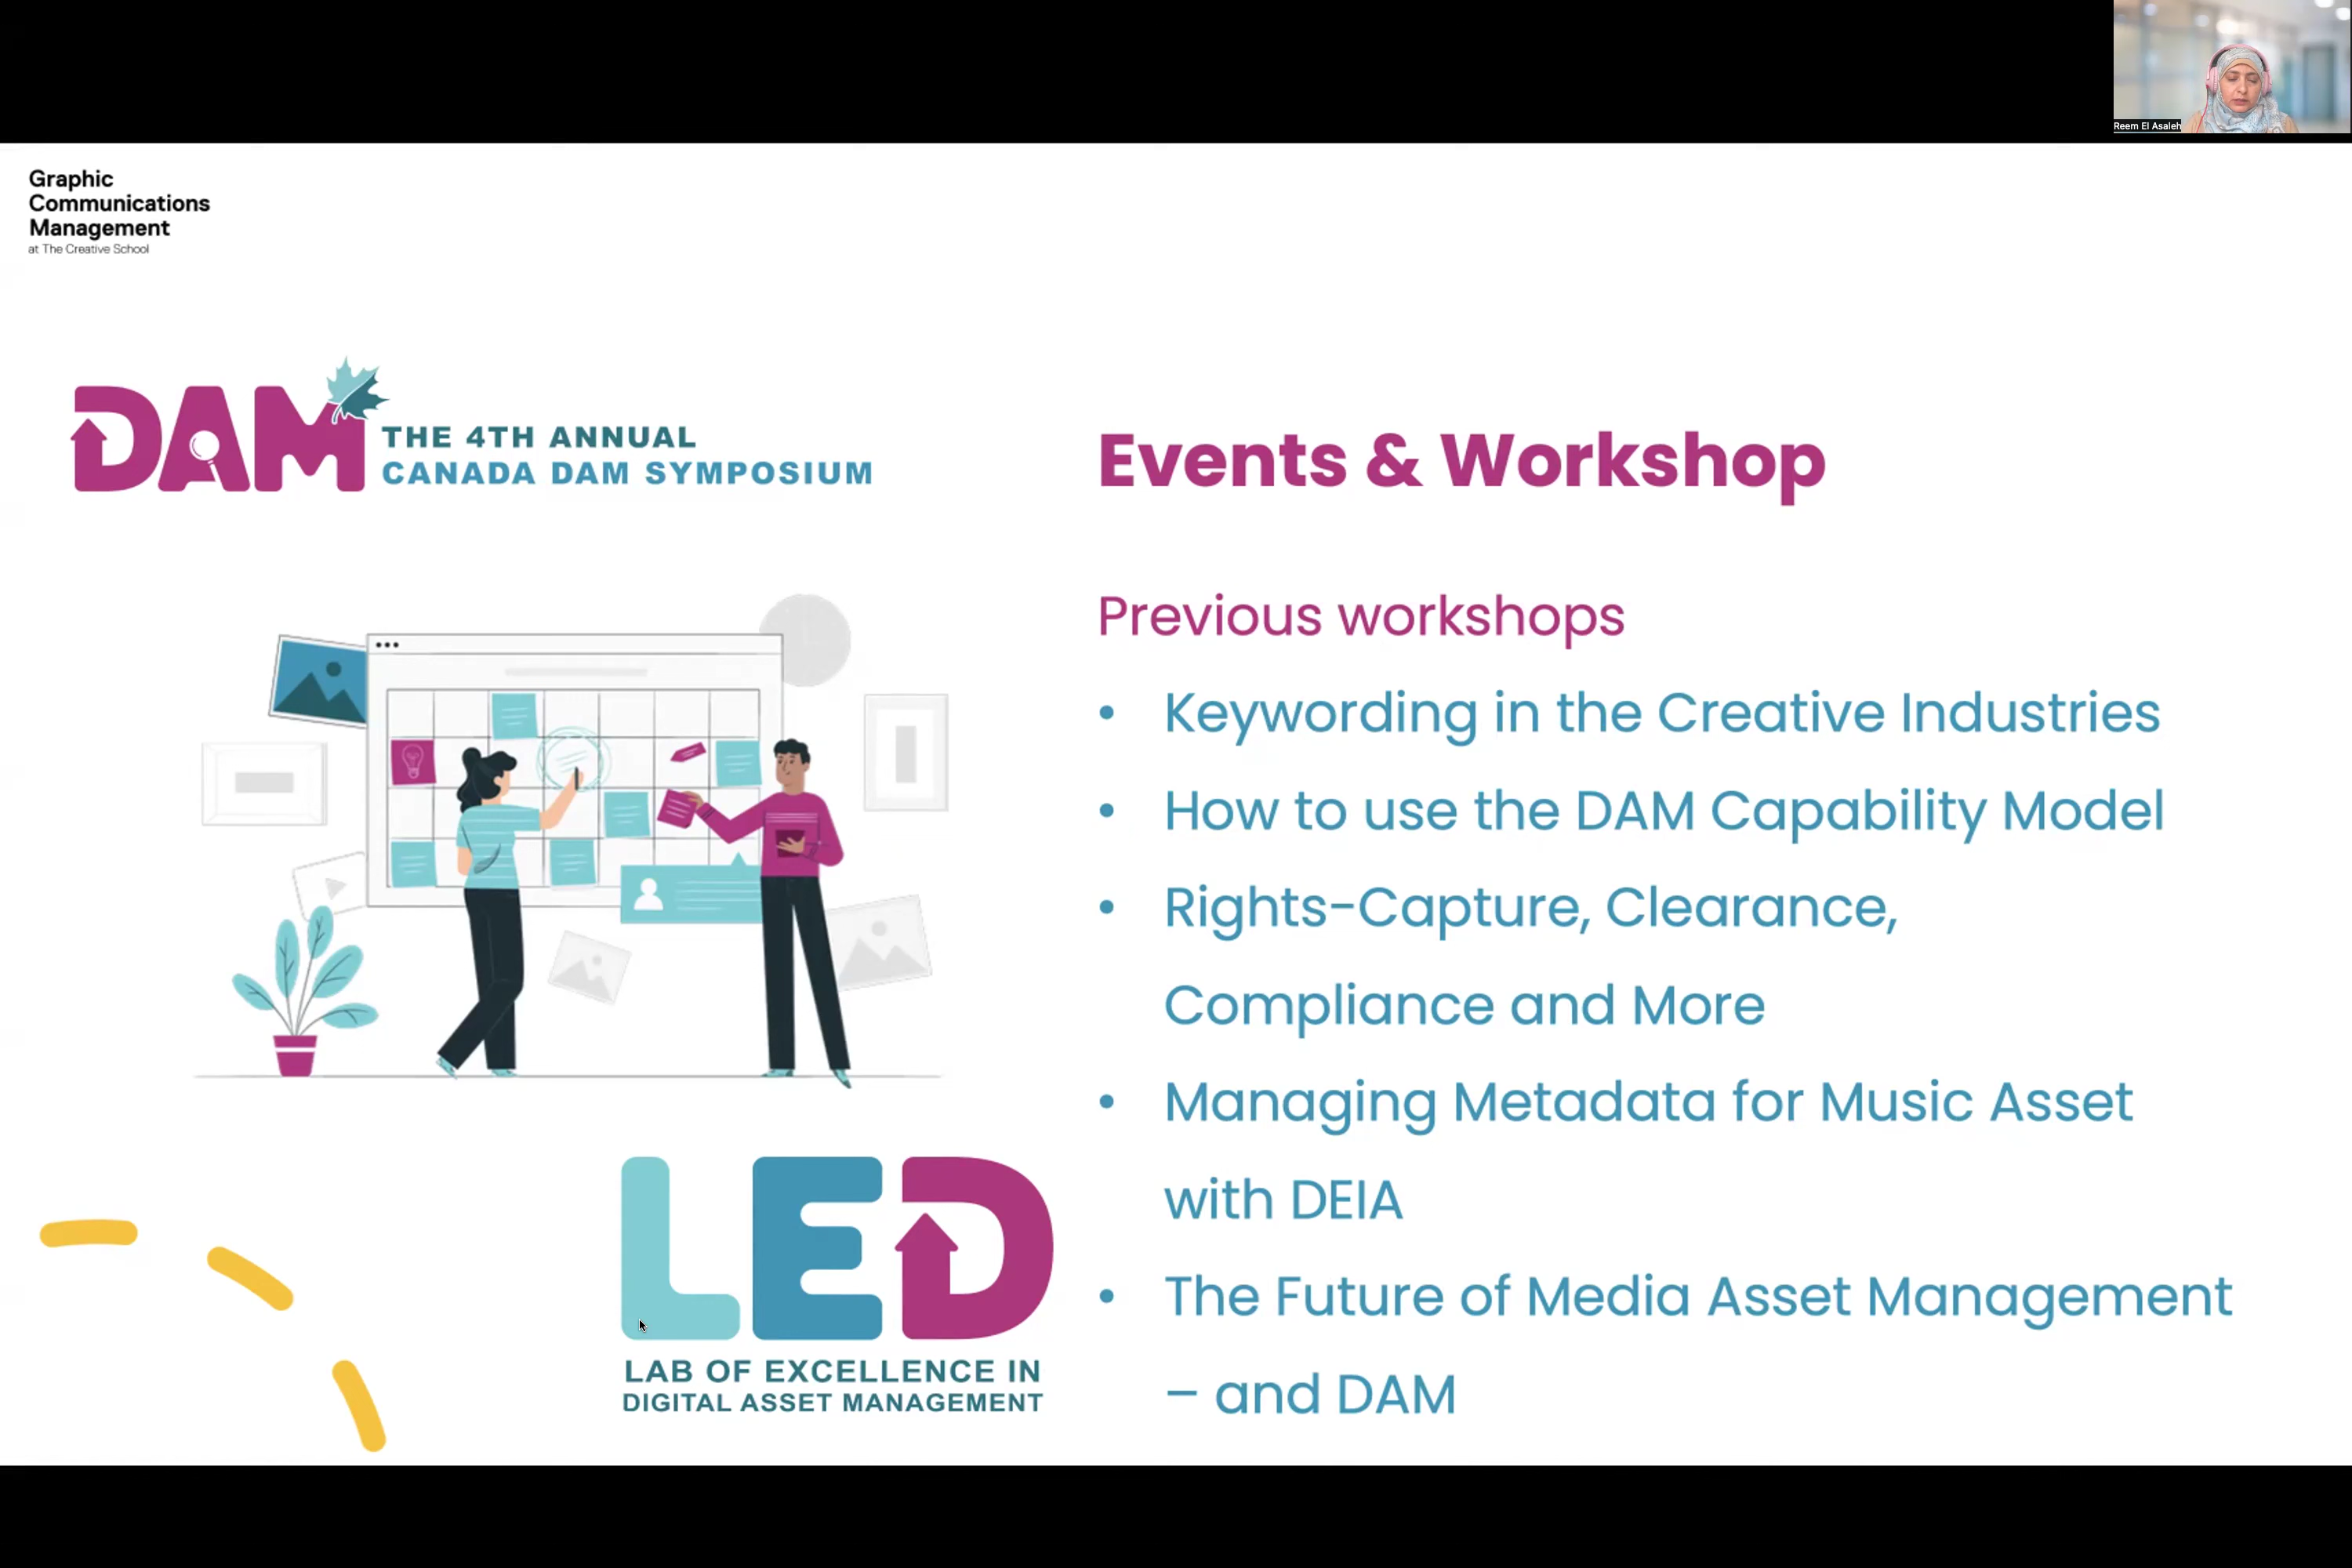 Reem El Asaleh
Graphic
Communications
Management
at The Creative School
DAM
THE 4TH ANNUAL
CANADA DAM SYMPOSIUM
Events & Workshop
Previous workshops
• Keywording in the Creative Industries
• How to use the DAM Capability Model
• Rights-Capture, Clearance,
Compliance and More
• Managing Metadata for Music Asset
with DEIA
• The Future of Media Asset Management
– and DAM
LED
LAB OF EXCELLENCE IN
DIGITAL ASSET MANAGEMENT